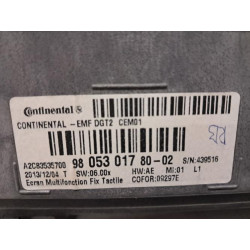 Continental
CONTINENTAL -EMF DGT2 CEM01
A2C83535700 98 053 017 80-02 S/N:439516
2013/12/04 T SW:06.00x HW:AE MI:01 L1
Ecran Multifonction Fix Tactile COFOR:09297E